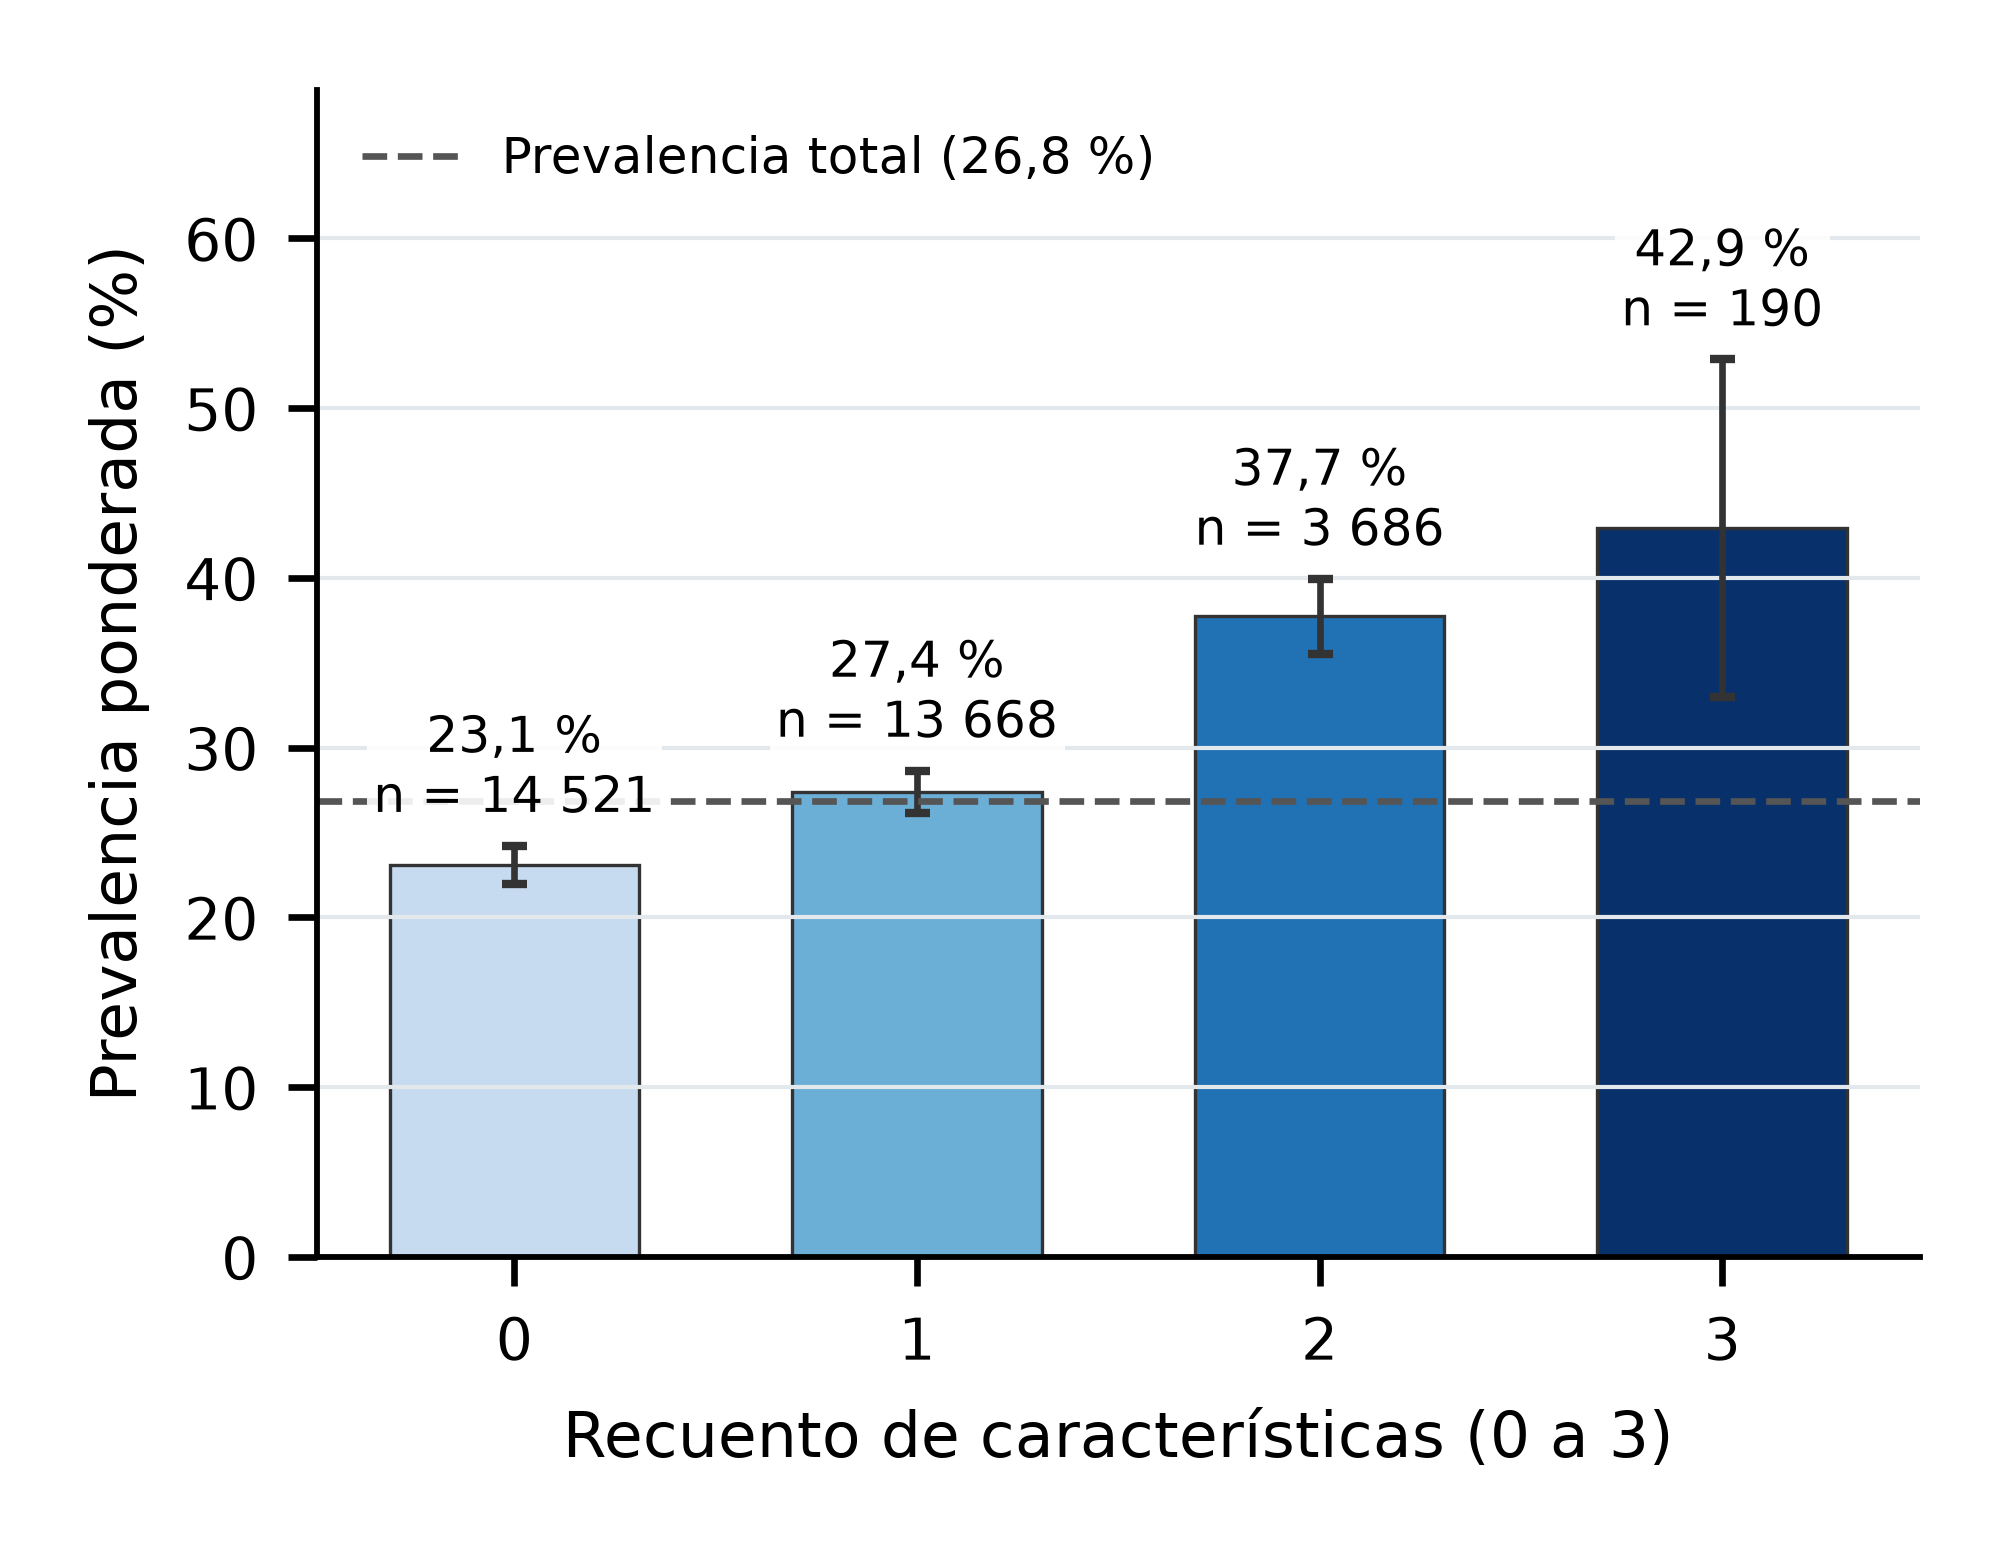 Prevalencia total (26,8 %)
Prevalencia ponderada (%)
60
50
40
30
20
10
0
23,1 %
n = 14 521
27,4 %
n = 13 668
37,7 %
n = 3 686
42,9 %
n = 190
0
1
2
3
Recuento de características (0 a 3)